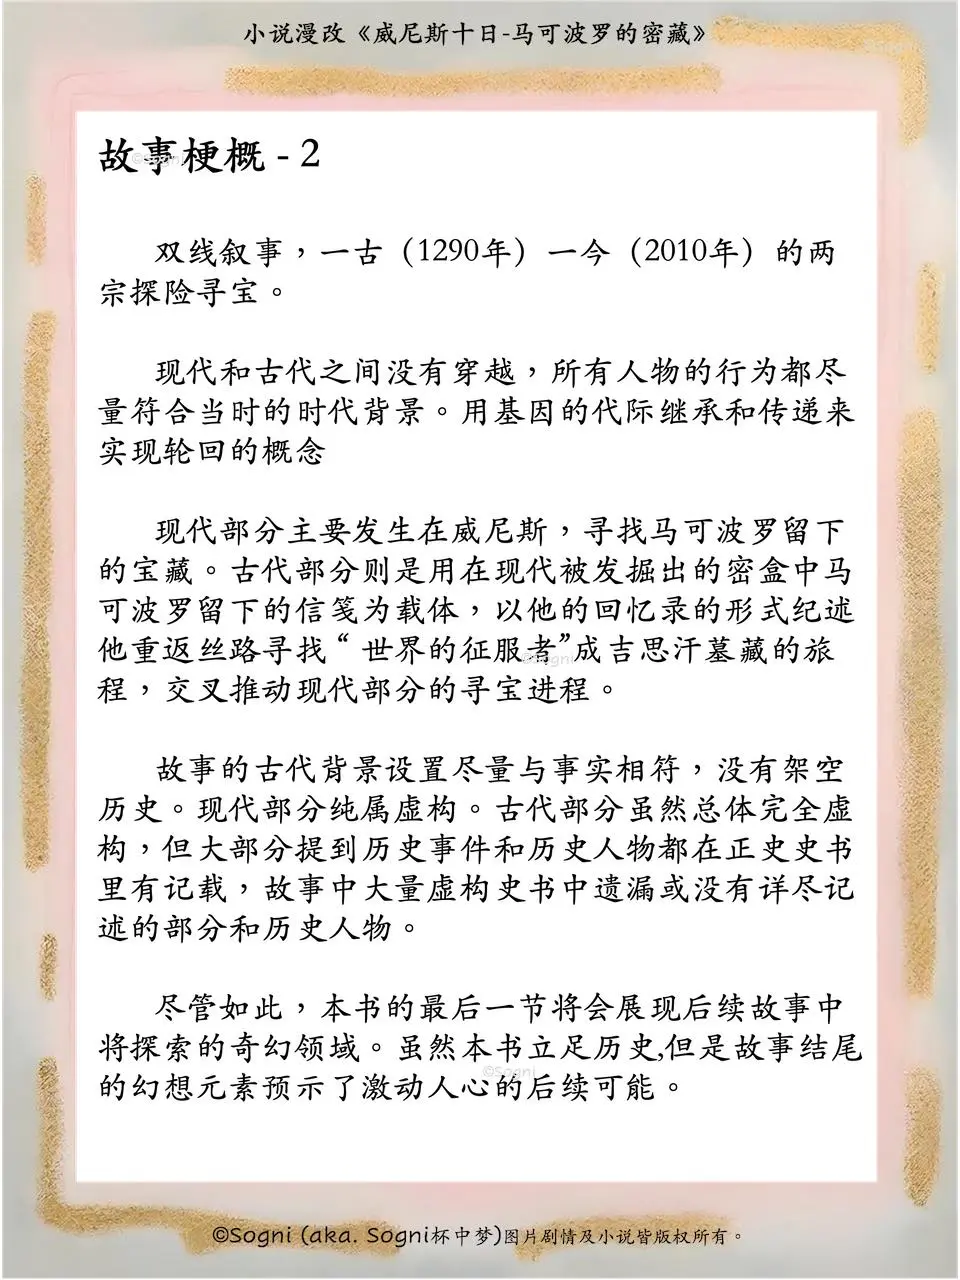 小说漫改《威尼斯十日-马可波罗的密藏》
Sogni
故事梗概 - 2
©Sogni
双线叙事，一古（1290年）一今（2010年）的两
宗探险寻宝。
现代和古代之间没有穿越，所有人物的行为都尽
量符合当时的时代背景。用基因的代际继承和传递来
实现轮回的概念
现代部分主要发生在威尼斯，寻找马可波罗留下
的宝藏。古代部分则是用在现代被发掘出的密盒中马
可波罗留下的信笺为载体，以他的回忆录的形式纪述
他重返丝路寻找“世界的征服者”成吉思汗墓藏的旅
©Sogni
程，交叉推动现代部分的寻宝进程。
故事的古代背景设置尽量与事实相符，没有架空
历史。现代部分纯属虚构。古代部分虽然总体完全虚
构，但大部分提到历史事件和历史人物都在正史史书
里有记载，故事中大量虚构史书中遗漏或没有详尽记
述的部分和历史人物。
尽管如此，本书的最后一节将会展现后续故事中
将探索的奇幻领域。虽然本书立足历史,但是故事结尾
©Sogni
的幻想元素预示了激动人心的后续可能。
©Sogni (aka. Sogni杯中梦)图片剧情及小说皆版权所有。